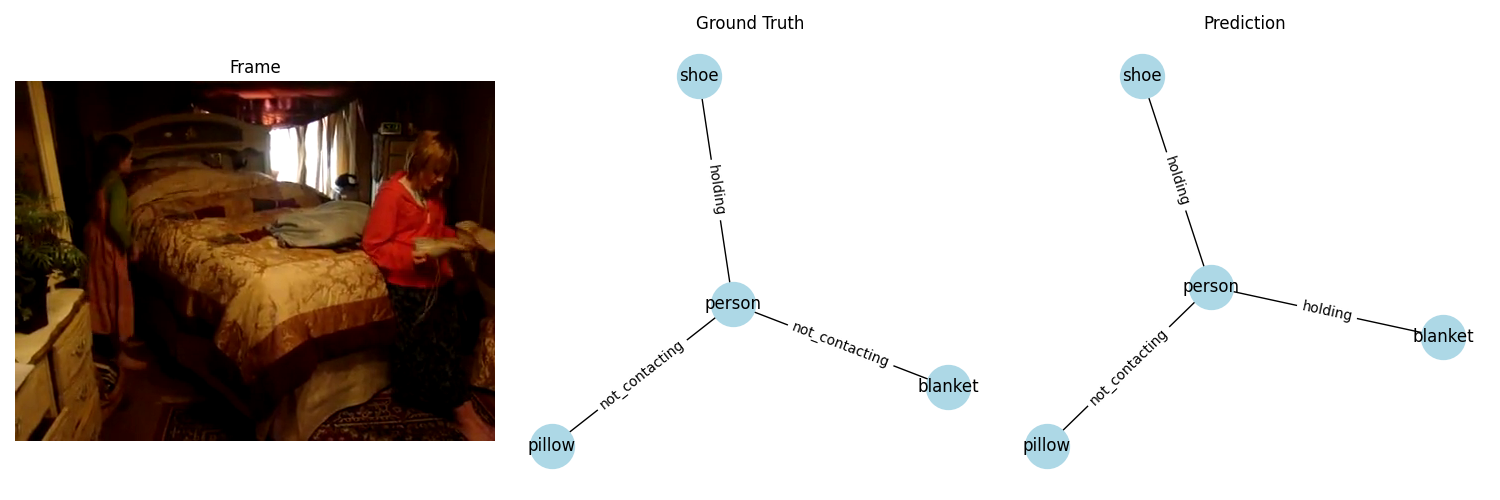 Frame
Ground Truth
shoe
holding
person
not_contacting
not_contacting
blanket
pillow
Prediction
shoe
holding
person
holding
blanket
not_contacting
pillow